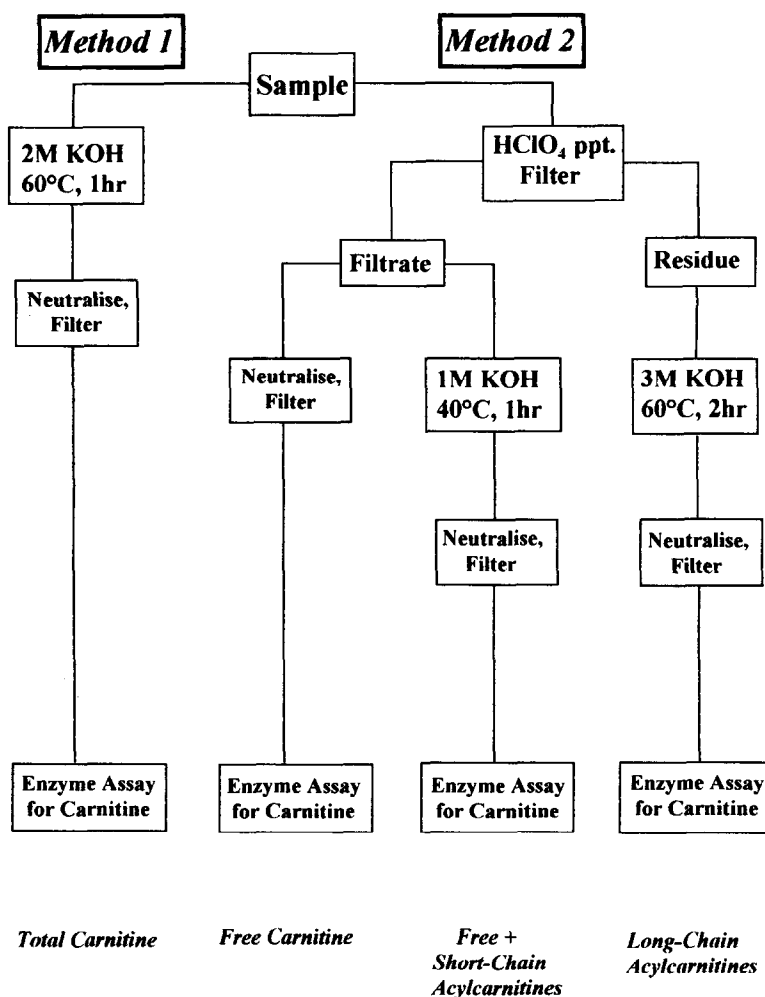 Method 1
Method 2
Sample
2M KOH
60°C, 1hr
HClO₄ ppt.
Filter
Filtrate
Residue
Neutralise,
Filter
Neutralise,
Filter
1M KOH
40°C, 1hr
3M KOH
60°C, 2hr
Neutralise,
Filter
Neutralise,
Filter
Enzyme Assay
for Carnitine
Enzyme Assay
for Carnitine
Enzyme Assay
for Carnitine
Enzyme Assay
for Carnitine
Total Carnitine
Free Carnitine
Free +
Short-Chain
Acylcarnitines
Long-Chain
Acylcarnitines